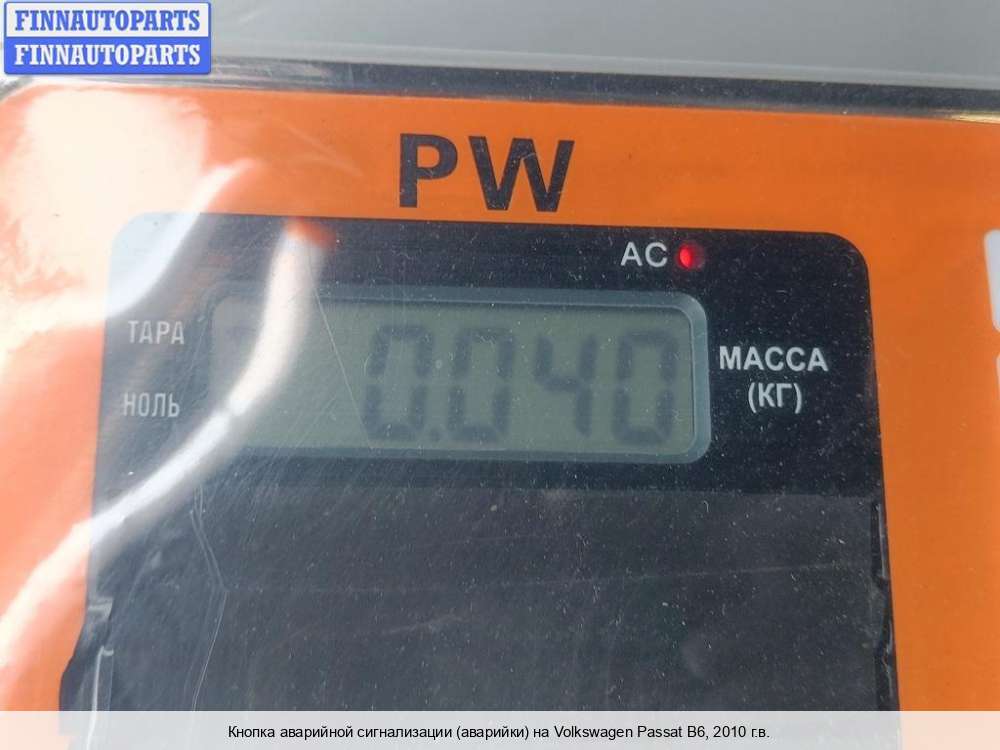 FINNAUTOPARTS
FINNAUTOPARTS
PW
AC
ТАРА
0.040
МАССА
(КГ)
НОЛЬ
Кнопка аварийной сигнализации (аварийки) на Volkswagen Passat B6, 2010 г.в.